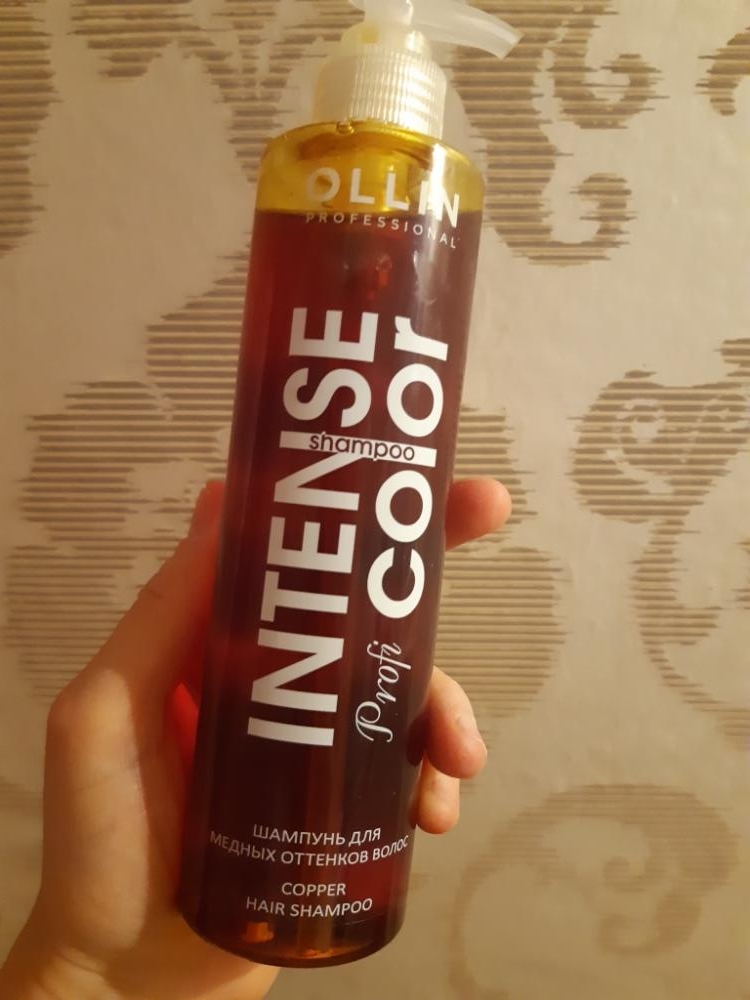 OLLIN
PROFESSIONAL
INTENSE
Profi color
shampoo
ШАМПУНЬ ДЛЯ
МЕДНЫХ ОТТЕНКОВ ВОЛОС
COPPER
HAIR SHAMPOO